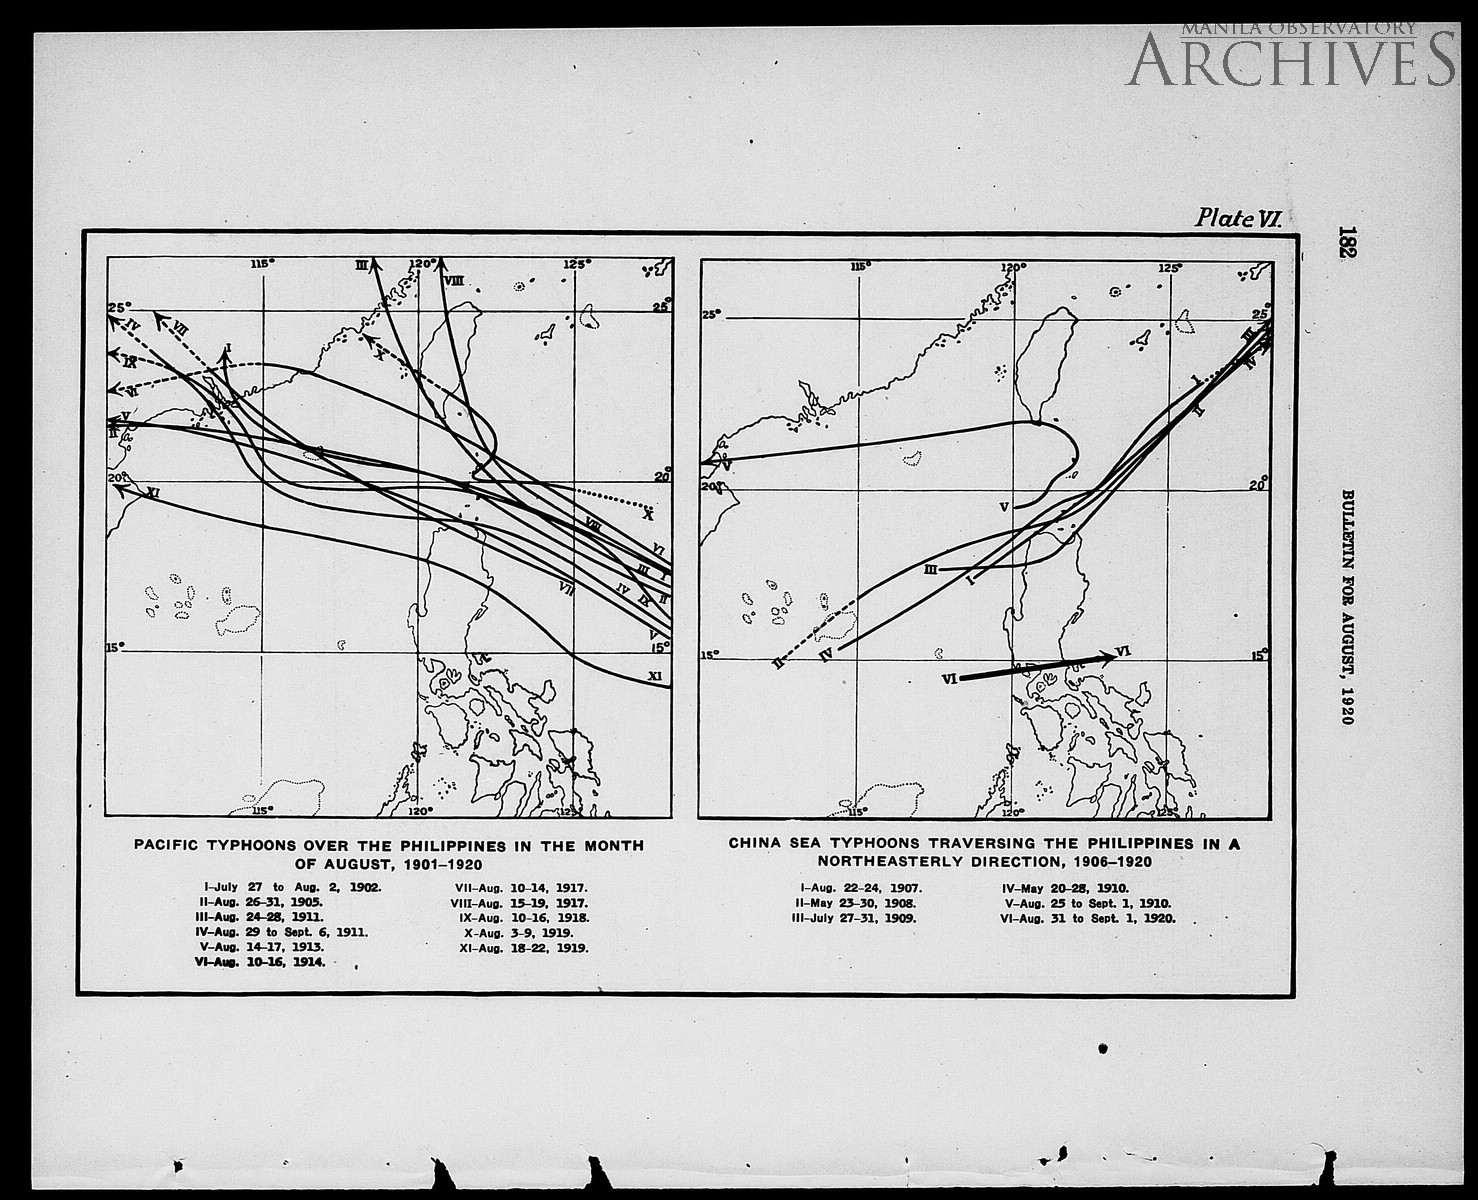 MANILA OBSERVATORY
ARCHIVES
Plate VI.
182
BULLETIN FOR AUGUST, 1920
115° III 120° VIII 125°
25° 25°
IV VII I X
IX
VI
V
II
20° 20°
XI X
VIII VI
III I
VII IV IX II
V
15° 15°
XI
115° 120° 125°
115° 120° 125°
25° 25°
III
IV
I
II
V
20° 20°
V
III I
II IV
15° 15°
VI VI
115° 120° 125°
PACIFIC TYPHOONS OVER THE PHILIPPINES IN THE MONTH
OF AUGUST, 1901–1920
I–July 27 to Aug. 2, 1902.
II–Aug. 26–31, 1905.
III–Aug. 24–28, 1911.
IV–Aug. 29 to Sept. 6, 1911.
V–Aug. 14–17, 1913.
VI–Aug. 10–16, 1914.
VII–Aug. 10–14, 1917.
VIII–Aug. 15–19, 1917.
IX–Aug. 10–16, 1918.
X–Aug. 3–9, 1919.
XI–Aug. 18–22, 1919.
CHINA SEA TYPHOONS TRAVERSING THE PHILIPPINES IN A
NORTHEASTERLY DIRECTION, 1906–1920
I–Aug. 22–24, 1907.
II–May 23–30, 1908.
III–July 27–31, 1909.
IV–May 20–28, 1910.
V–Aug. 25 to Sept. 1, 1910.
VI–Aug. 31 to Sept. 1, 1920.